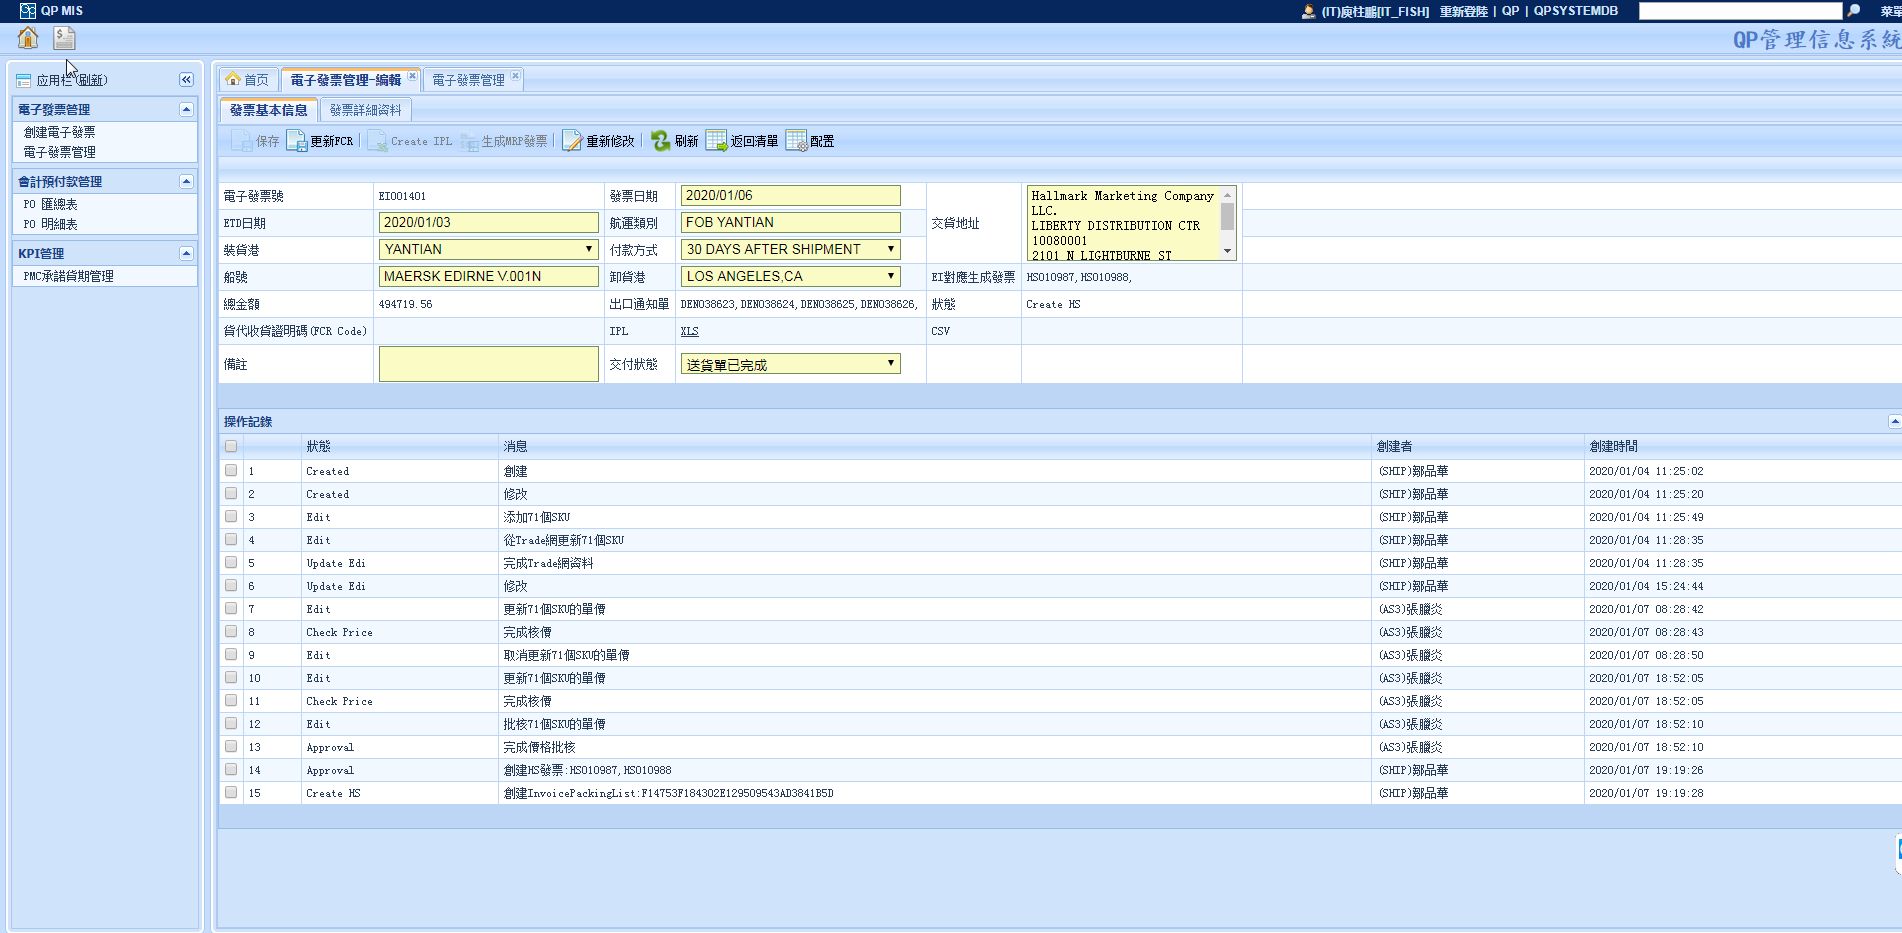 QP MIS
(IT)庾柱鵬[IT_FISH] 重新登陸 | QP | QPSYSTEMDB
QP管理信息系統
应用栏(刷新)
電子發票管理
創建電子發票
電子發票管理
會計預付款管理
PO 匯總表
PO 明細表
KPI管理
PMC承諾貨期管理
首页 電子發票管理-編輯 電子發票管理
發票基本信息 發票詳細資料
保存 更新FCR Create IPL 生成MRP發票 重新修改 刷新 返回清單 配置
電子發票號 EI001401 發票日期 2020/01/06
ETD日期 2020/01/03 航運類別 FOB YANTIAN 交貨地址
Hallmark Marketing Company
LLC.
LIBERTY DISTRIBUTION CTR
10080001
2101 N LIGHTBURNE ST
裝貨港 YANTIAN 付款方式 30 DAYS AFTER SHIPMENT
船號 MAERSK EDIRNE V.001N 卸貨港 LOS ANGELES,CA EI對應生成發票 HS010987,HS010988,
總金額 494719.56 出口通知單 DEN038623,DEN038624,DEN038625,DEN038626, 狀態 Create HS
貨代收貨證明碼(FCR Code) IPL XLS CSV
備註 交付狀態 送貨單已完成
操作記錄
狀態 消息 創建者 創建時間
1 Created 創建 (SHIP)鄒品華 2020/01/04 11:25:02
2 Created 修改 (SHIP)鄒品華 2020/01/04 11:25:20
3 Edit 添加71個SKU (SHIP)鄒品華 2020/01/04 11:25:49
4 Edit 從Trade網更新71個SKU (SHIP)鄒品華 2020/01/04 11:28:35
5 Update Edi 完成Trade網資料 (SHIP)鄒品華 2020/01/04 11:28:35
6 Update Edi 修改 (SHIP)鄒品華 2020/01/04 15:24:44
7 Edit 更新71個SKU的單價 (AS3)張臘炎 2020/01/07 08:28:42
8 Check Price 完成核價 (AS3)張臘炎 2020/01/07 08:28:43
9 Edit 取消更新71個SKU的單價 (AS3)張臘炎 2020/01/07 08:28:50
10 Edit 更新71個SKU的單價 (AS3)張臘炎 2020/01/07 18:52:05
11 Check Price 完成核價 (AS3)張臘炎 2020/01/07 18:52:05
12 Edit 批核71個SKU的單價 (AS3)張臘炎 2020/01/07 18:52:10
13 Approval 完成價格批核 (AS3)張臘炎 2020/01/07 18:52:10
14 Approval 創建HS發票:HS010987,HS010988 (SHIP)鄒品華 2020/01/07 19:19:26
15 Create HS 創建InvoicePackingList:F14753F184302E129509543AD3841B5D (SHIP)鄒品華 2020/01/07 19:19:28